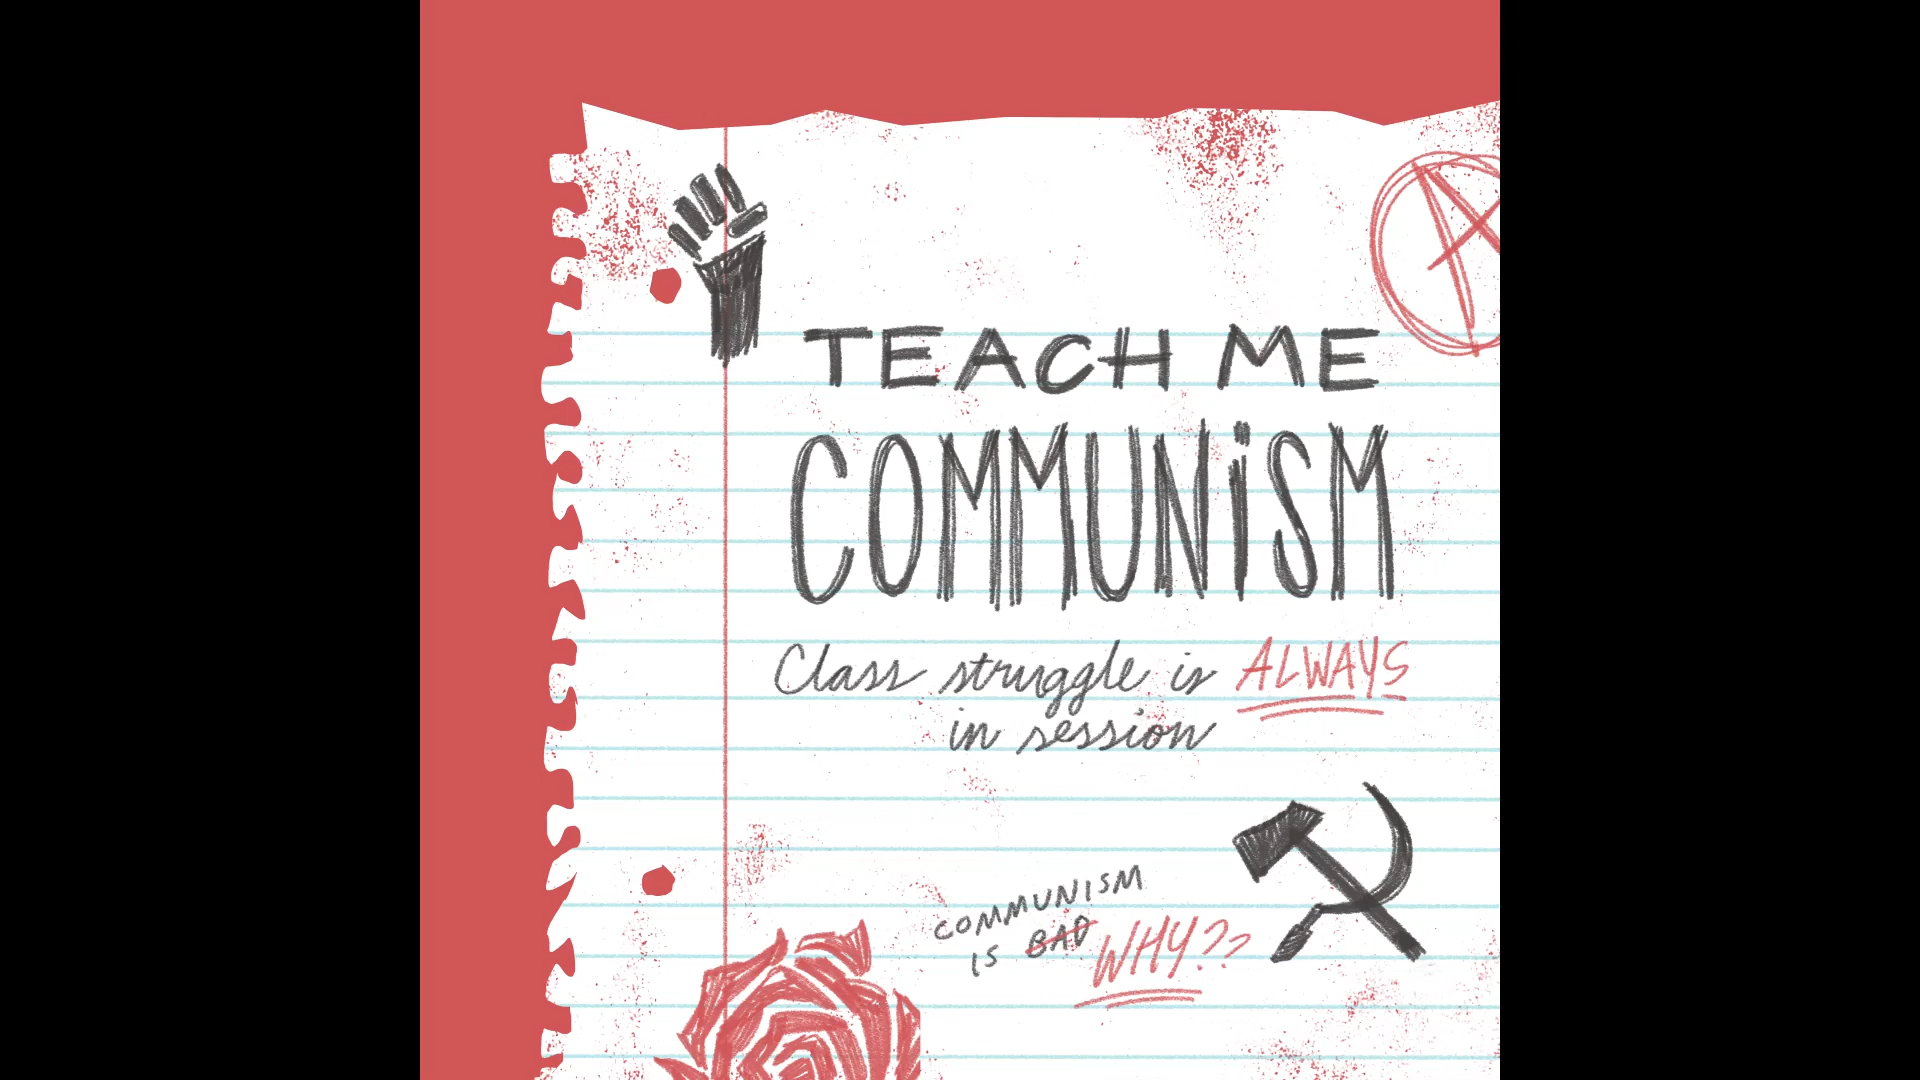 TEACH ME
COMMUNiSM
Class struggle is ALWAYS
in session
COMMUNISM
IS BAD WHY??